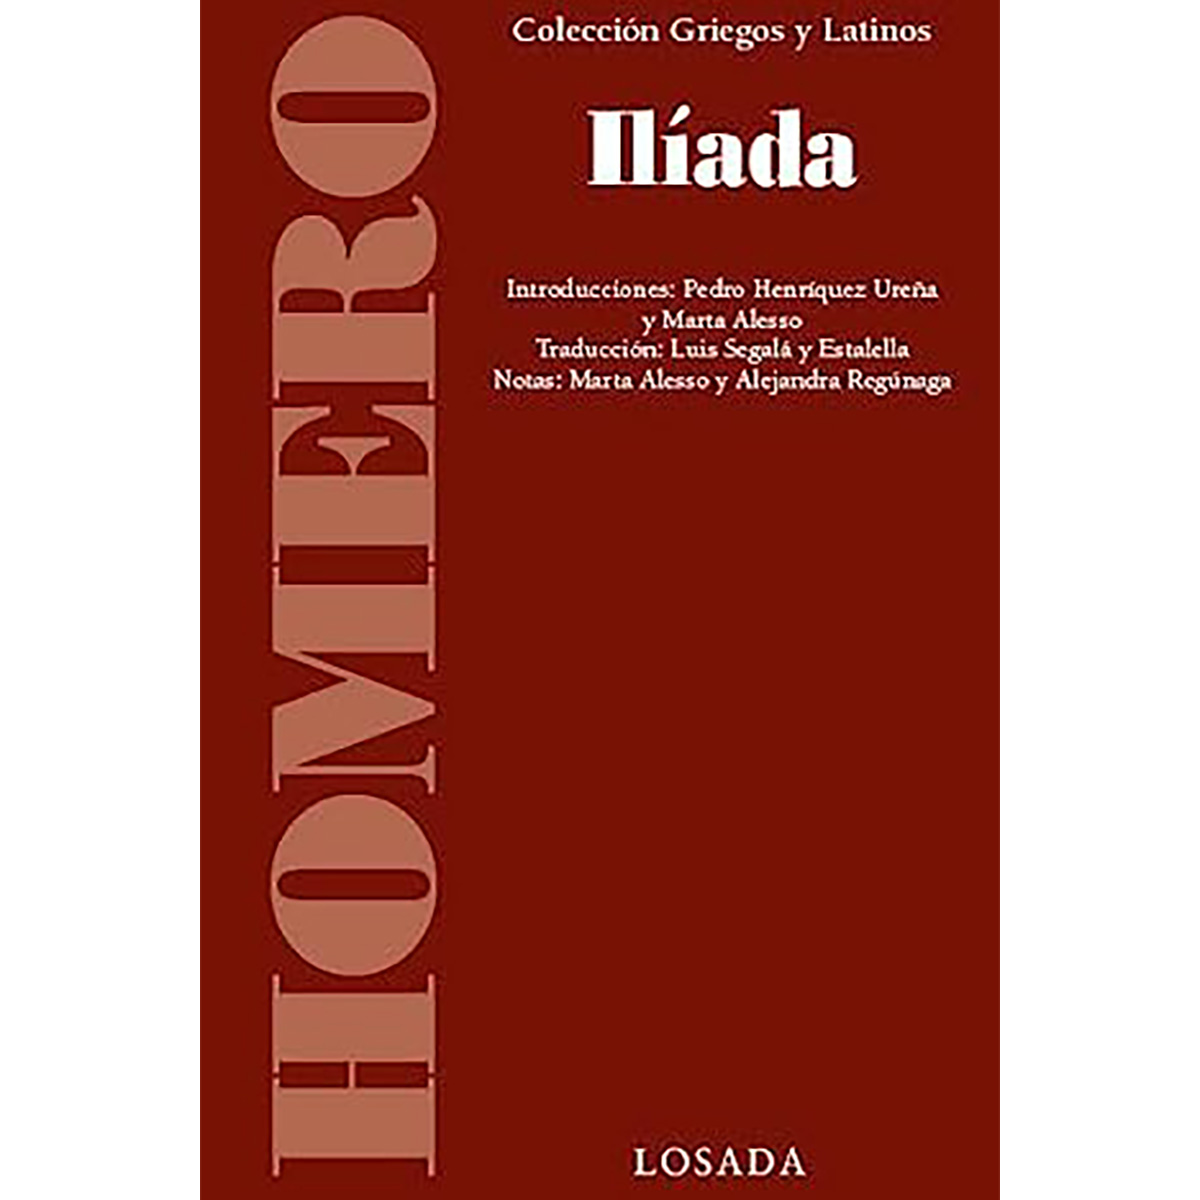 Colección Griegos y Latinos
Ilíada
Introducciones: Pedro Henríquez Ureña
y Marta Alesso
Traducción: Luis Segalá y Estalella
Notas: Marta Alesso y Alejandra Regúnaga
HOMERO
LOSADA